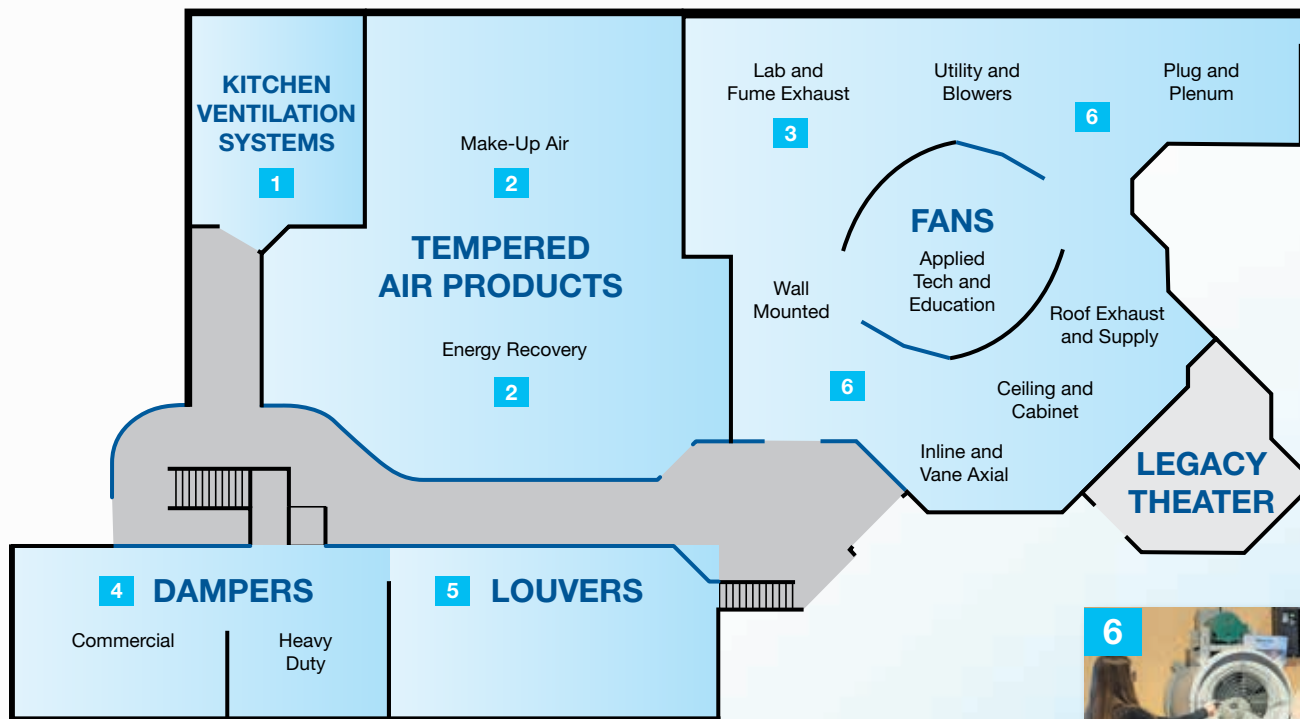 KITCHEN
VENTILATION
SYSTEMS
1
Make-Up Air
2
TEMPERED
AIR PRODUCTS
Energy Recovery
2
Lab and
Fume Exhaust
3
Utility and
Blowers
6
Plug and
Plenum
FANS
Applied
Tech and
Education
Wall
Mounted
6
Roof Exhaust
and Supply
Ceiling and
Cabinet
Inline and
Vane Axial
LEGACY
THEATER
4 DAMPERS
Commercial
Heavy
Duty
5 LOUVERS
6